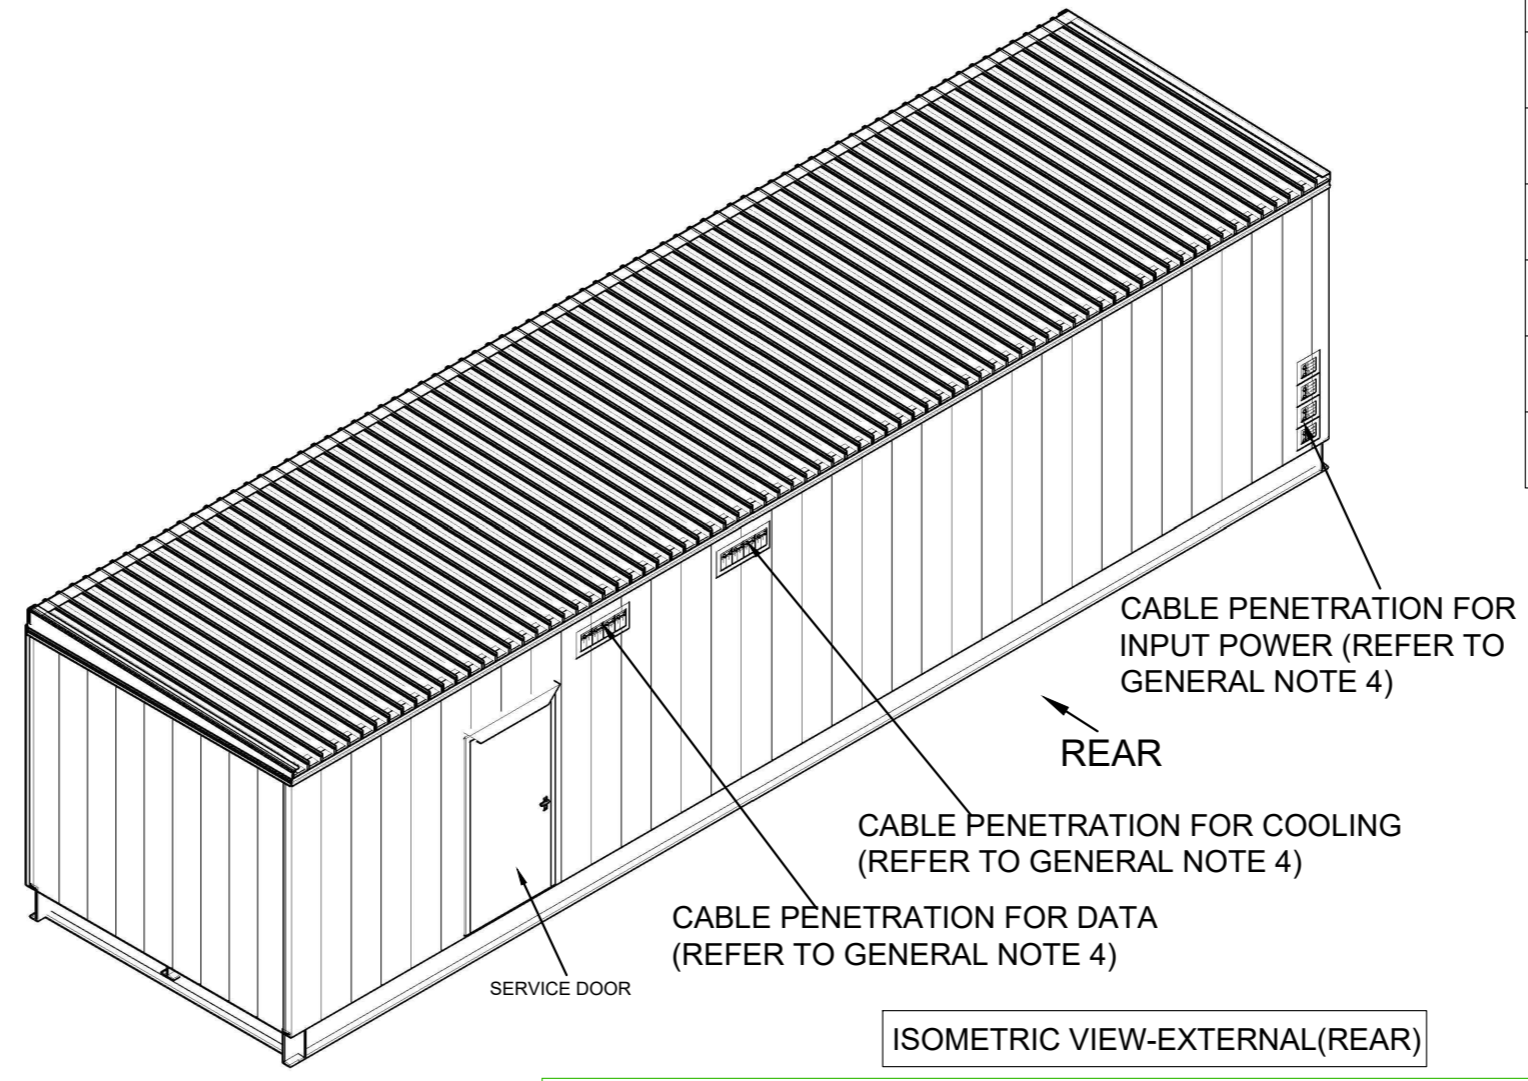 CABLE PENETRATION FOR
INPUT POWER (REFER TO
GENERAL NOTE 4)
REAR
CABLE PENETRATION FOR COOLING
(REFER TO GENERAL NOTE 4)
CABLE PENETRATION FOR DATA
(REFER TO GENERAL NOTE 4)
SERVICE DOOR
ISOMETRIC VIEW-EXTERNAL(REAR)